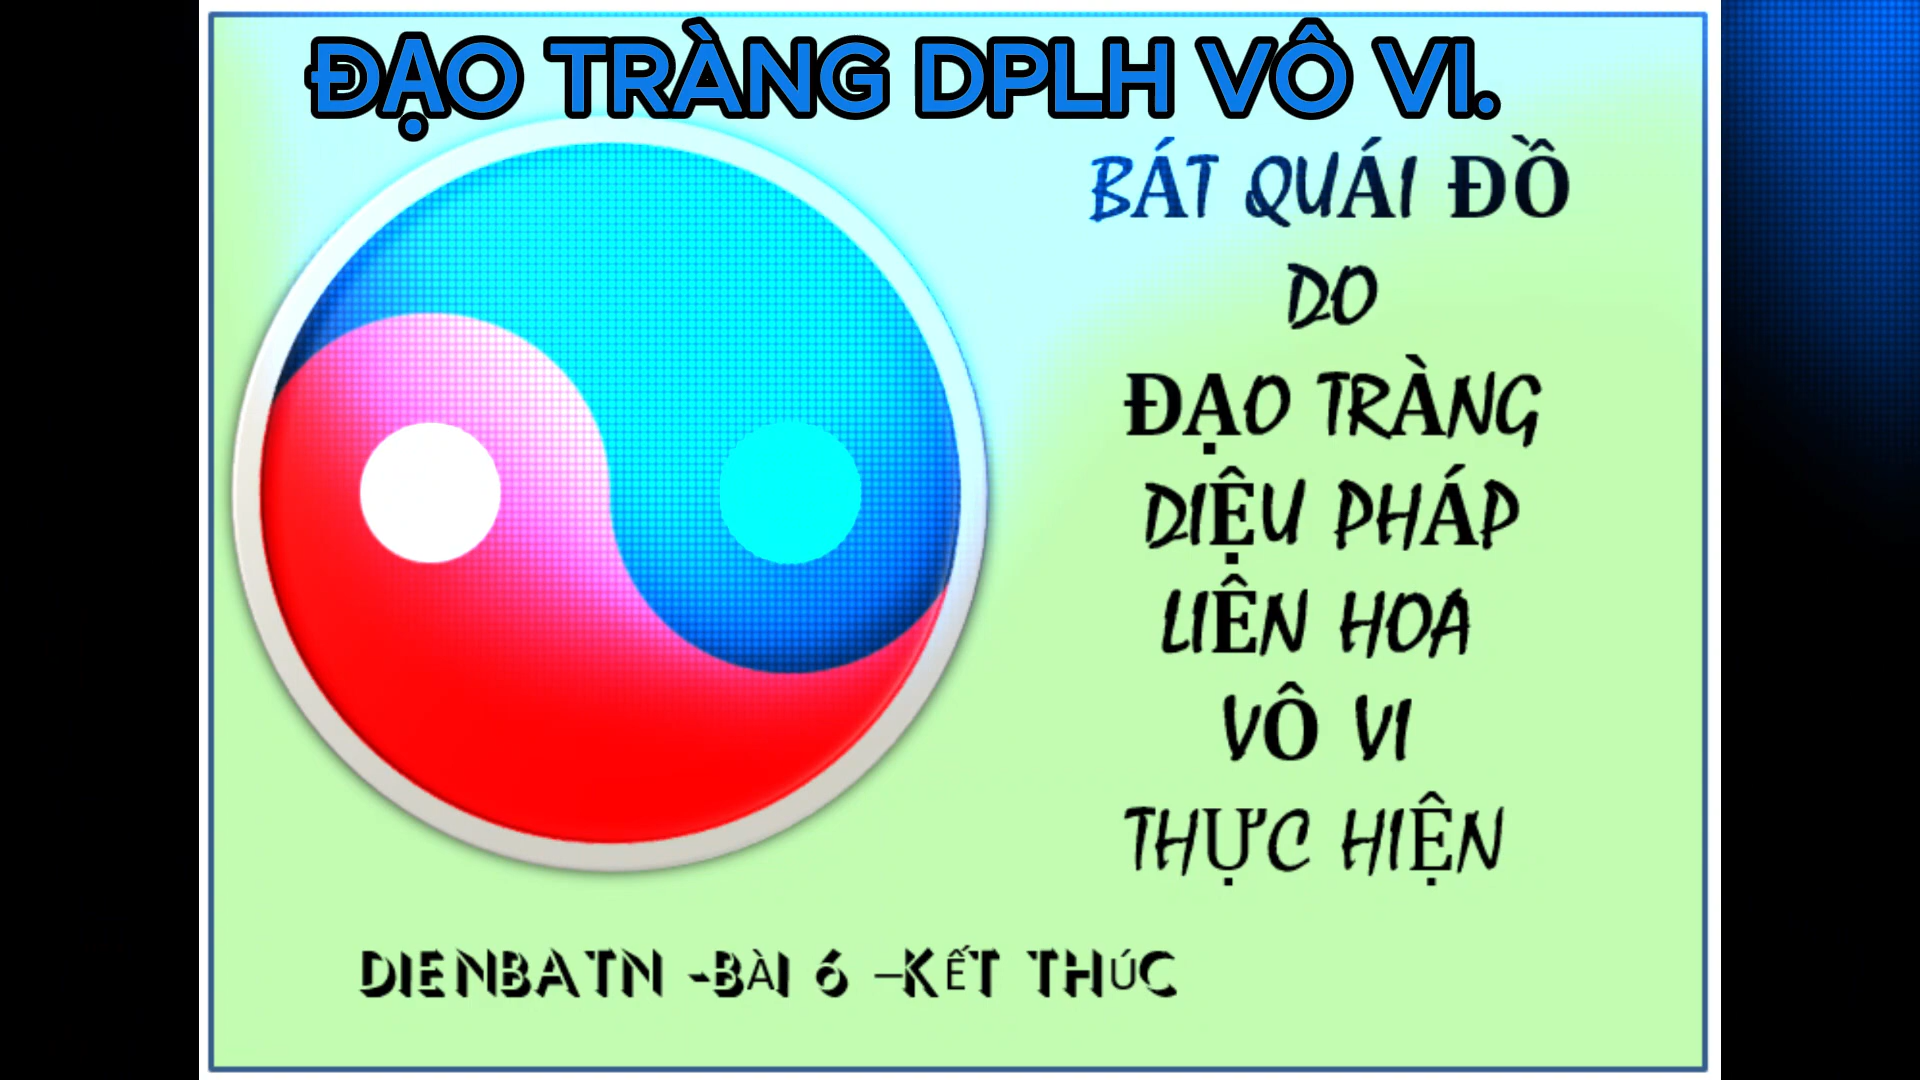 ĐẠO TRÀNG DPLH VÔ VI.
BÁT QUÁI ĐỒ
DO
ĐẠO TRÀNG
DIỆU PHÁP
LIÊN HOA
VÔ VI
THỰC HIỆN
DIENBATN -BÀI 6 –KẾT THÚC